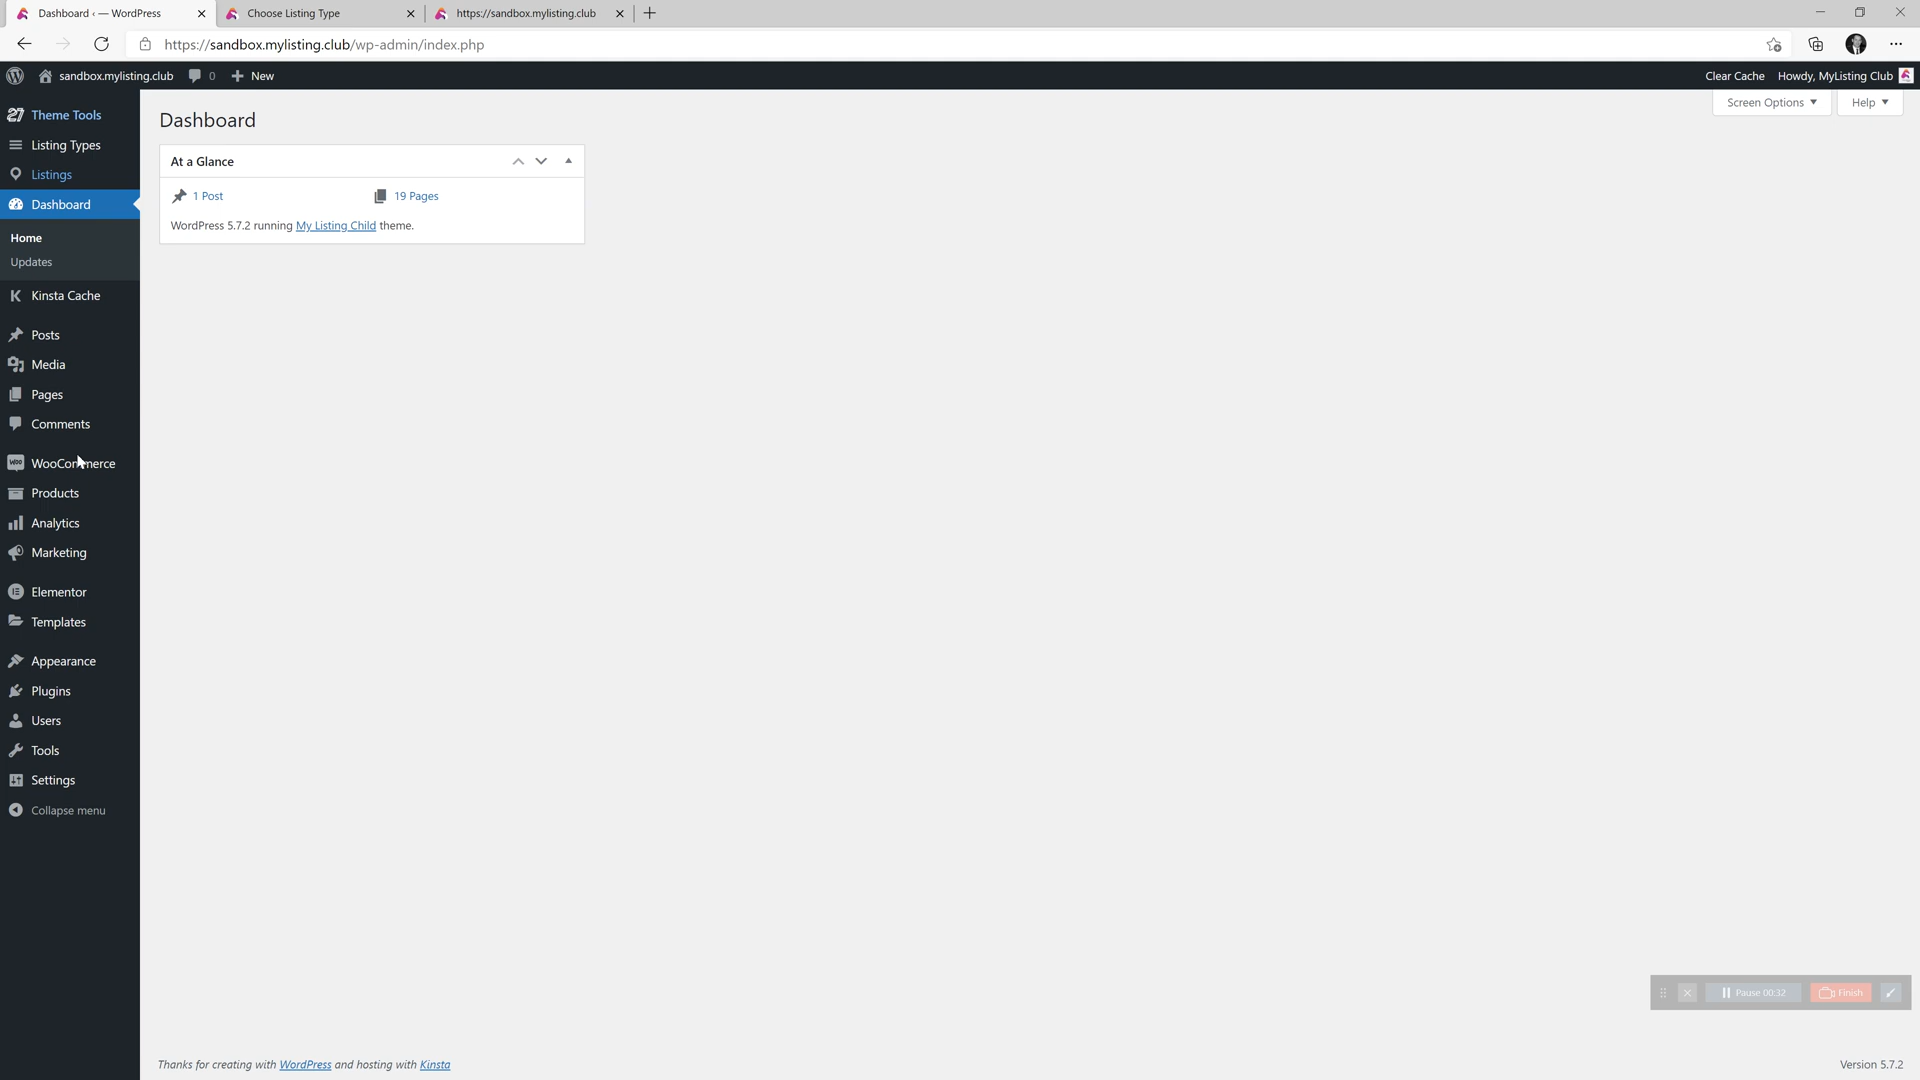 Dashboard ‹ — WordPress
Choose Listing Type
https://sandbox.mylisting.club
https://sandbox.mylisting.club/wp-admin/index.php
sandbox.mylisting.club 0 New
Clear Cache Howdy, MyListing Club
Screen Options Help
27 Theme Tools
Listing Types
Listings
Dashboard
Home
Updates
Kinsta Cache
Posts
Media
Pages
Comments
WooCommerce
Products
Analytics
Marketing
Elementor
Templates
Appearance
Plugins
Users
Tools
Settings
Collapse menu
Dashboard
At a Glance
1 Post 19 Pages
WordPress 5.7.2 running My Listing Child theme.
Pause 00:32 Finish
Thanks for creating with WordPress and hosting with Kinsta
Version 5.7.2